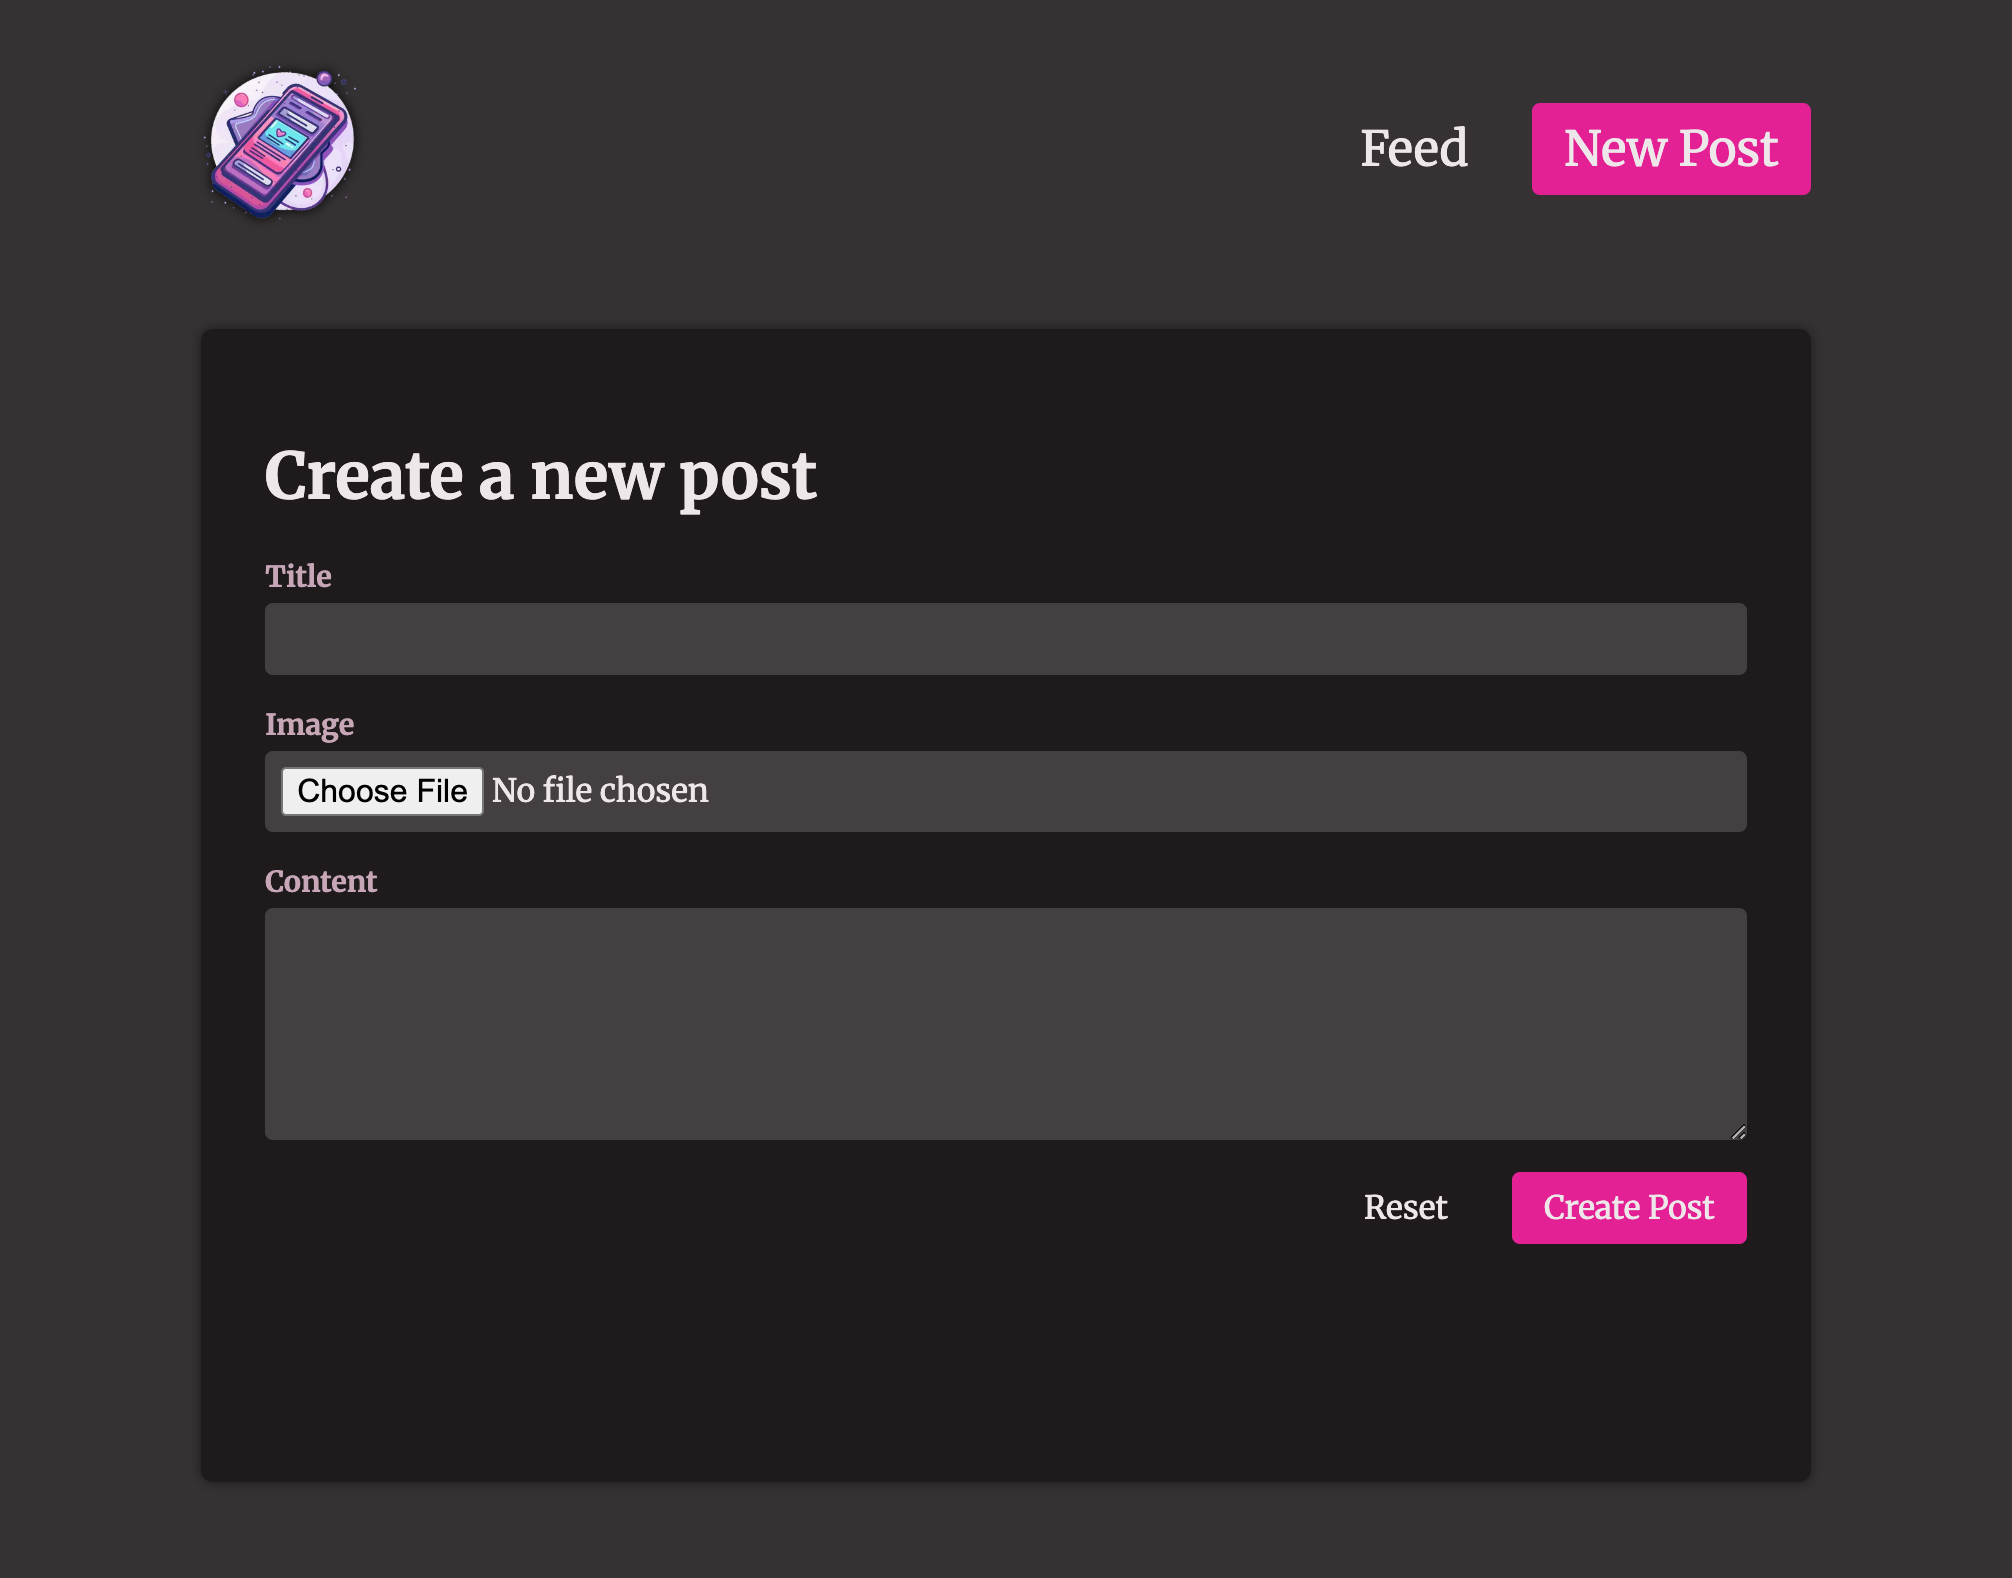 Feed
New Post
Create a new post
Title
Image
Choose File No file chosen
Content
Reset
Create Post